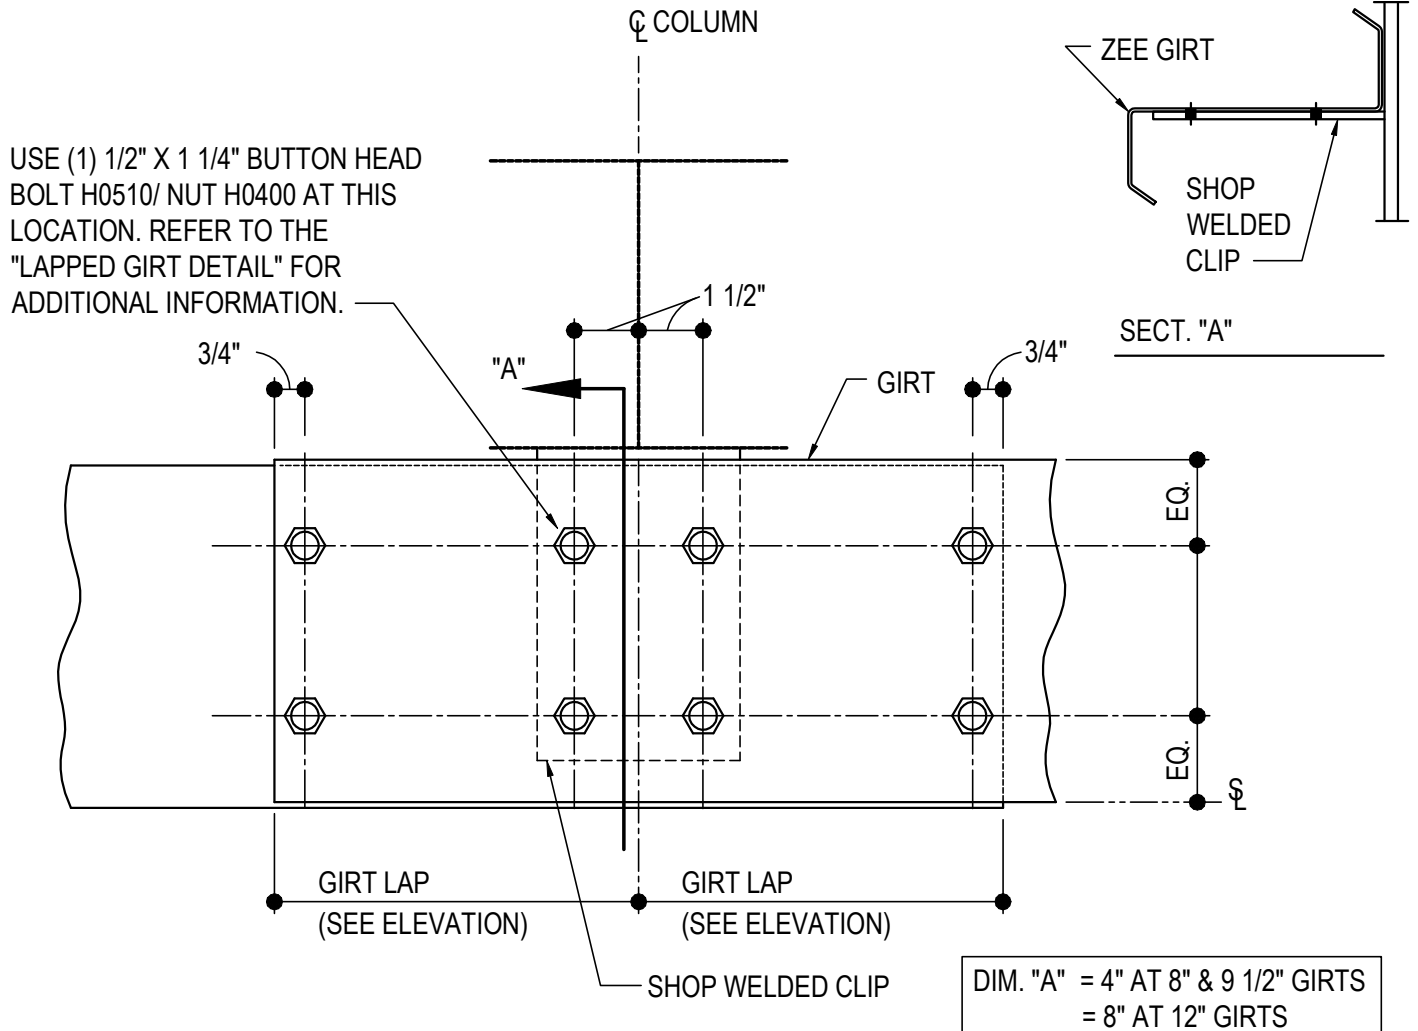 ℄ COLUMN
ZEE GIRT
USE (1) 1/2" X 1 1/4" BUTTON HEAD
BOLT H0510/ NUT H0400 AT THIS
LOCATION. REFER TO THE
"LAPPED GIRT DETAIL" FOR
ADDITIONAL INFORMATION.
SHOP
WELDED
CLIP
1 1/2"
SECT. "A"
3/4"
"A"
GIRT
3/4"
EQ.
EQ.
SL
GIRT LAP
(SEE ELEVATION)
GIRT LAP
(SEE ELEVATION)
SHOP WELDED CLIP
DIM. "A" = 4" AT 8" & 9 1/2" GIRTS
= 8" AT 12" GIRTS